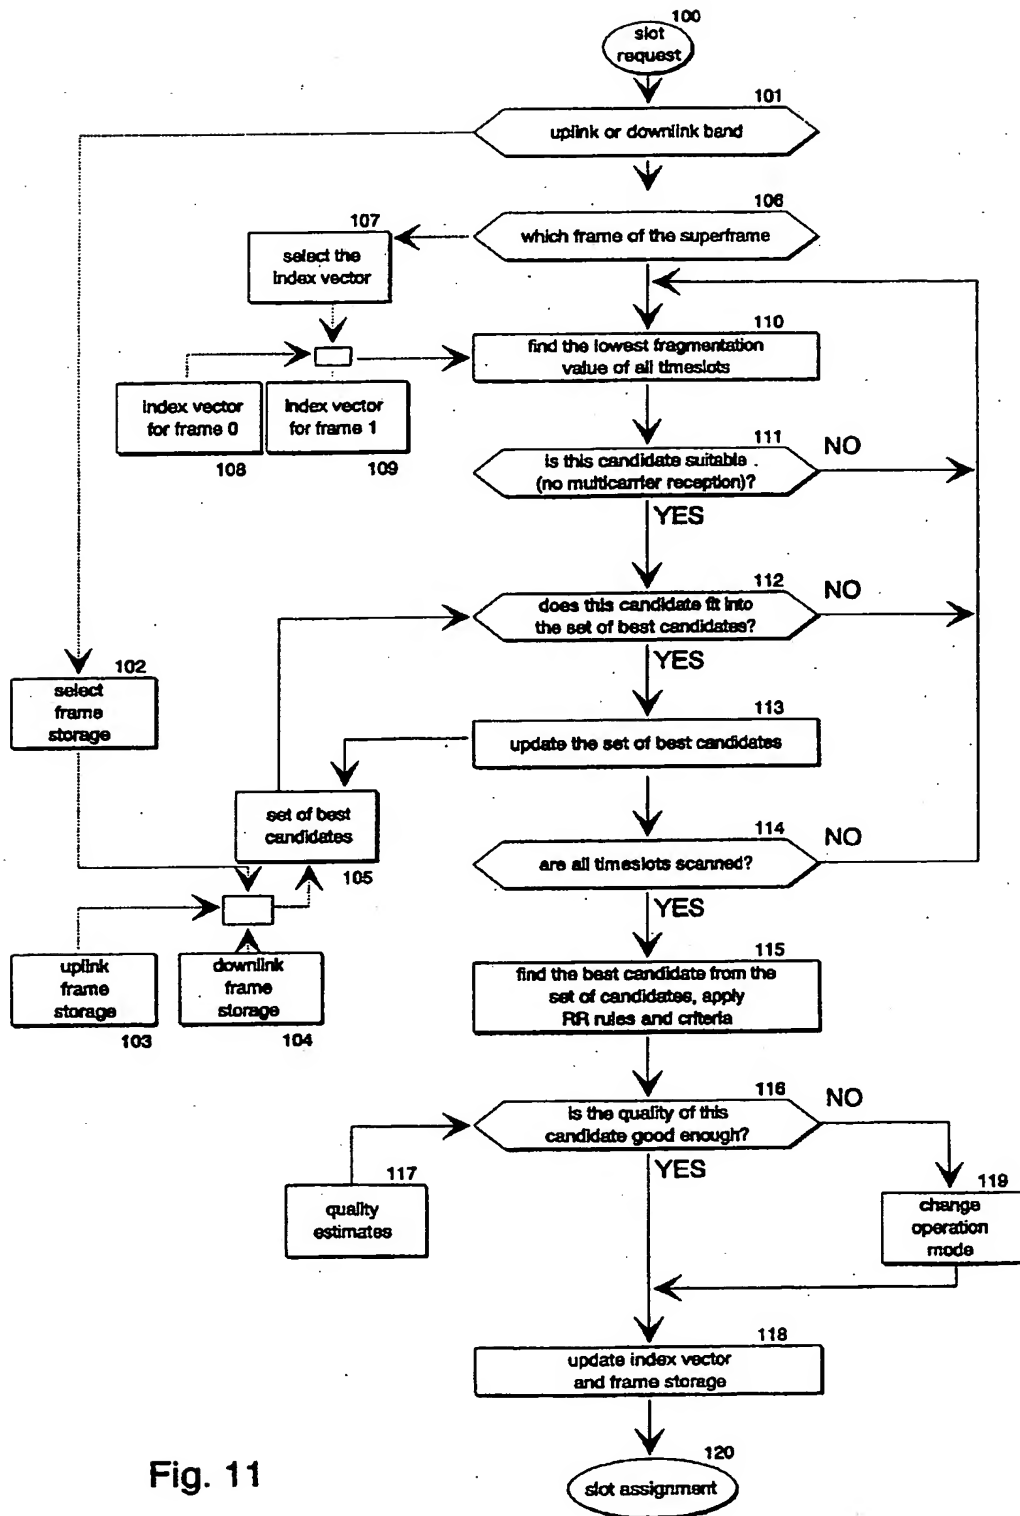 100
slot
request
101
uplink or downlink band
106
which frame of the superframe
107
select the
index vector
110
find the lowest fragmentation
value of all timeslots
index vector
for frame 0
108
index vector
for frame 1
109
111
is this candidate suitable
(no multicarrier reception)?
NO
YES
112
does this candidate fit into
the set of best candidates?
NO
YES
102
select
frame
storage
113
update the set of best candidates
set of best
candidates
105
114
are all timeslots scanned?
NO
YES
uplink
frame
storage
103
downlink
frame
storage
104
115
find the best candidate from the
set of candidates, apply
RR rules and criteria
116
is the quality of this
candidate good enough?
NO
YES
117
quality
estimates
119
change
operation
mode
118
update index vector
and frame storage
120
slot assignment
Fig. 11